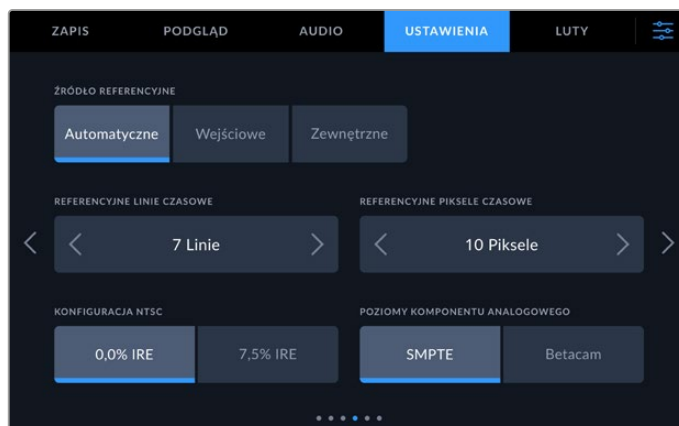 ZAPIS PODGLĄD AUDIO USTAWIENIA LUTY
ŹRÓDŁO REFERENCYJNE
Automatyczne Wejściowe Zewnętrzne
REFERENCYJNE LINIE CZASOWE REFERENCYJNE PIKSELE CZASOWE
7 Linie 10 Piksele
KONFIGURACJA NTSC POZIOMY KOMPONENTU ANALOGOWEGO
0,0% IRE 7,5% IRE SMPTE Betacam